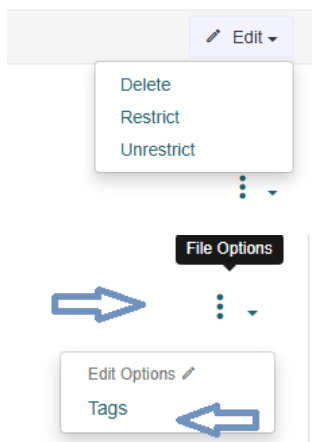 Edit
Delete
Restrict
Unrestrict
File Options
Edit Options
Tags